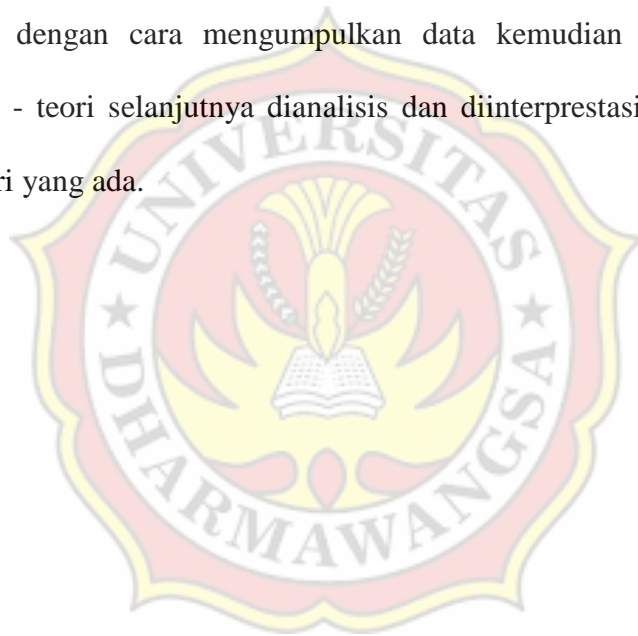 dengan cara mengumpulkan data kemudian
- teori selanjutnya dianalisis dan diinterprestasi
ri yang ada.
UNIVERSITAS
★ DHARMAWANGSA ★